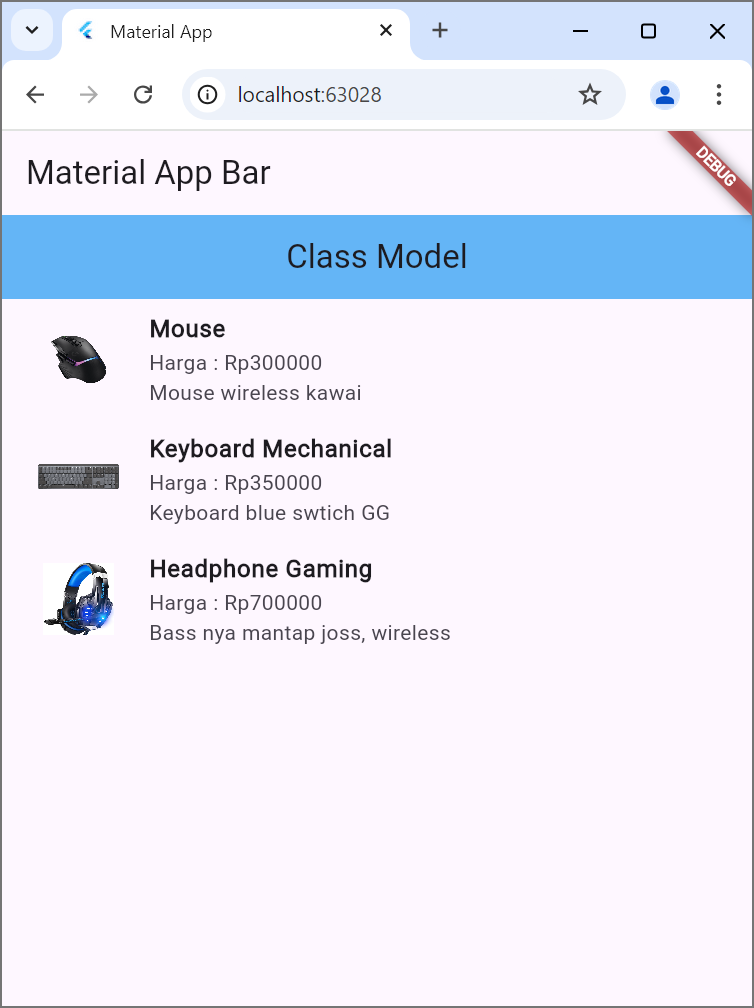 Material App
localhost:63028
Material App Bar
DEBUG
Class Model
Mouse
Harga : Rp300000
Mouse wireless kawai
Keyboard Mechanical
Harga : Rp350000
Keyboard blue swtich GG
Headphone Gaming
Harga : Rp700000
Bass nya mantap joss, wireless